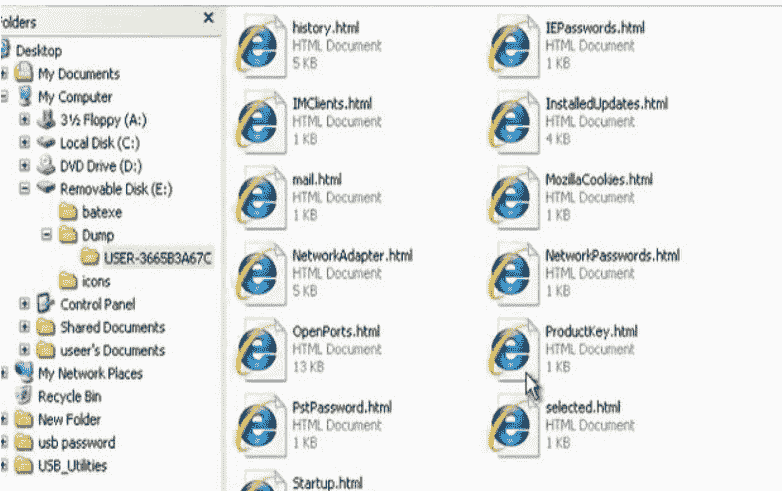 Folders
Desktop
My Documents
My Computer
3½ Floppy (A:)
Local Disk (C:)
DVD Drive (D:)
Removable Disk (E:)
batexe
Dump
USER-3665B3A67C
icons
Control Panel
Shared Documents
useer's Documents
My Network Places
Recycle Bin
New Folder
usb password
USB_Utilities
history.html
HTML Document
5 KB
IEPasswords.html
HTML Document
1 KB
IMClients.html
HTML Document
1 KB
InstalledUpdates.html
HTML Document
4 KB
mail.html
HTML Document
1 KB
MozillaCookies.html
HTML Document
1 KB
NetworkAdapter.html
HTML Document
5 KB
NetworkPasswords.html
HTML Document
1 KB
OpenPorts.html
HTML Document
13 KB
ProductKey.html
HTML Document
1 KB
PstPassword.html
HTML Document
1 KB
selected.html
HTML Document
1 KB
Startup.html